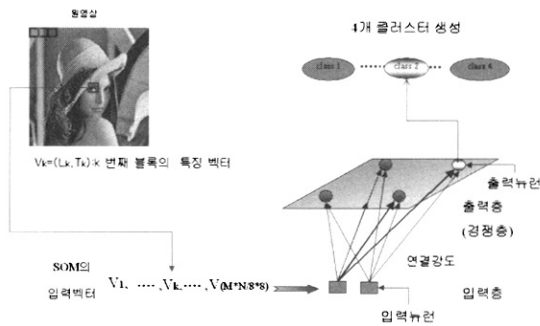 원영상
4개 클러스터 생성
class 1 ····· class 2 ···· class 4
Vk=(Lk,Tk):k 번째 블록의 특징 벡터
출력뉴런
출력층
(경쟁층)
연결강도
SOM의
입력벡터
V1, ···· ,Vk,····, V(M*N/8*8)
입력층
입력뉴런